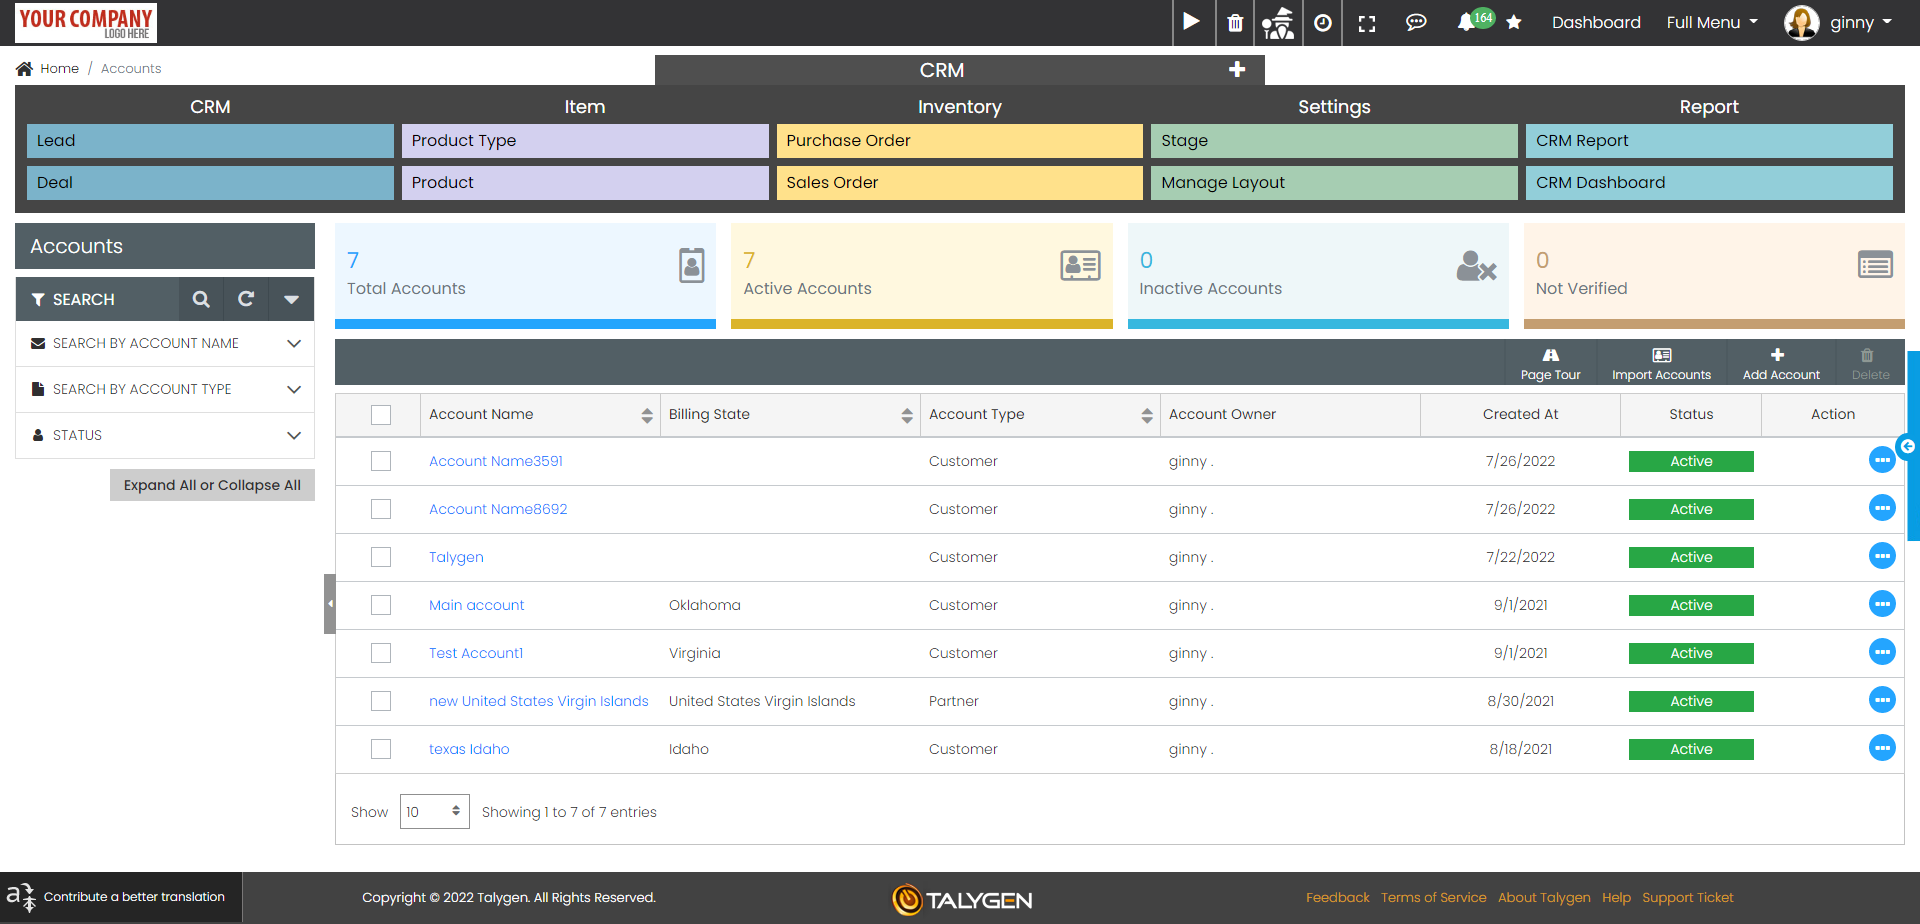 YOUR COMPANY
LOGO HERE
164
Dashboard
Full Menu
ginny
Home / Accounts
CRM
CRM Item Inventory Settings Report
Lead Product Type Purchase Order Stage CRM Report
Deal Product Sales Order Manage Layout CRM Dashboard
Accounts
SEARCH
SEARCH BY ACCOUNT NAME
SEARCH BY ACCOUNT TYPE
STATUS
Expand All or Collapse All
7 7 0 0
Total Accounts Active Accounts Inactive Accounts Not Verified
Page Tour Import Accounts Add Account Delete
Account Name Billing State Account Type Account Owner Created At Status Action
Account Name3591 Customer ginny . 7/26/2022 Active
Account Name8692 Customer ginny . 7/26/2022 Active
Talygen Customer ginny . 7/22/2022 Active
Main account Oklahoma Customer ginny . 9/1/2021 Active
Test Account1 Virginia Customer ginny . 9/1/2021 Active
new United States Virgin Islands United States Virgin Islands Partner ginny . 8/30/2021 Active
texas Idaho Idaho Customer ginny . 8/18/2021 Active
Show 10 Showing 1 to 7 of 7 entries
Contribute a better translation
Copyright © 2022 Talygen. All Rights Reserved.
TALYGEN
Feedback Terms of Service About Talygen Help Support Ticket